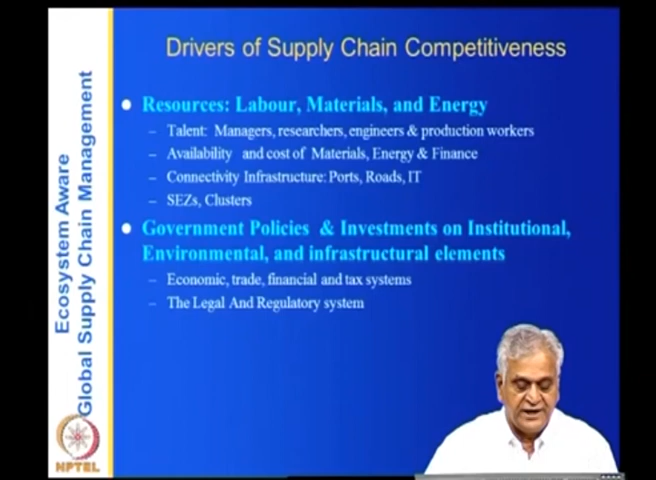 Drivers of Supply Chain Competitiveness
Resources: Labour, Materials, and Energy
– Talent: Managers, researchers, engineers & production workers
– Availability and cost of Materials, Energy & Finance
– Connectivity Infrastructure: Ports, Roads, IT
– SEZs, Clusters
Government Policies & Investments on Institutional,
Environmental, and infrastructural elements
– Economic, trade, financial and tax systems
– The Legal And Regulatory system
Ecosystem Aware
Global Supply Chain Management
NPTEL